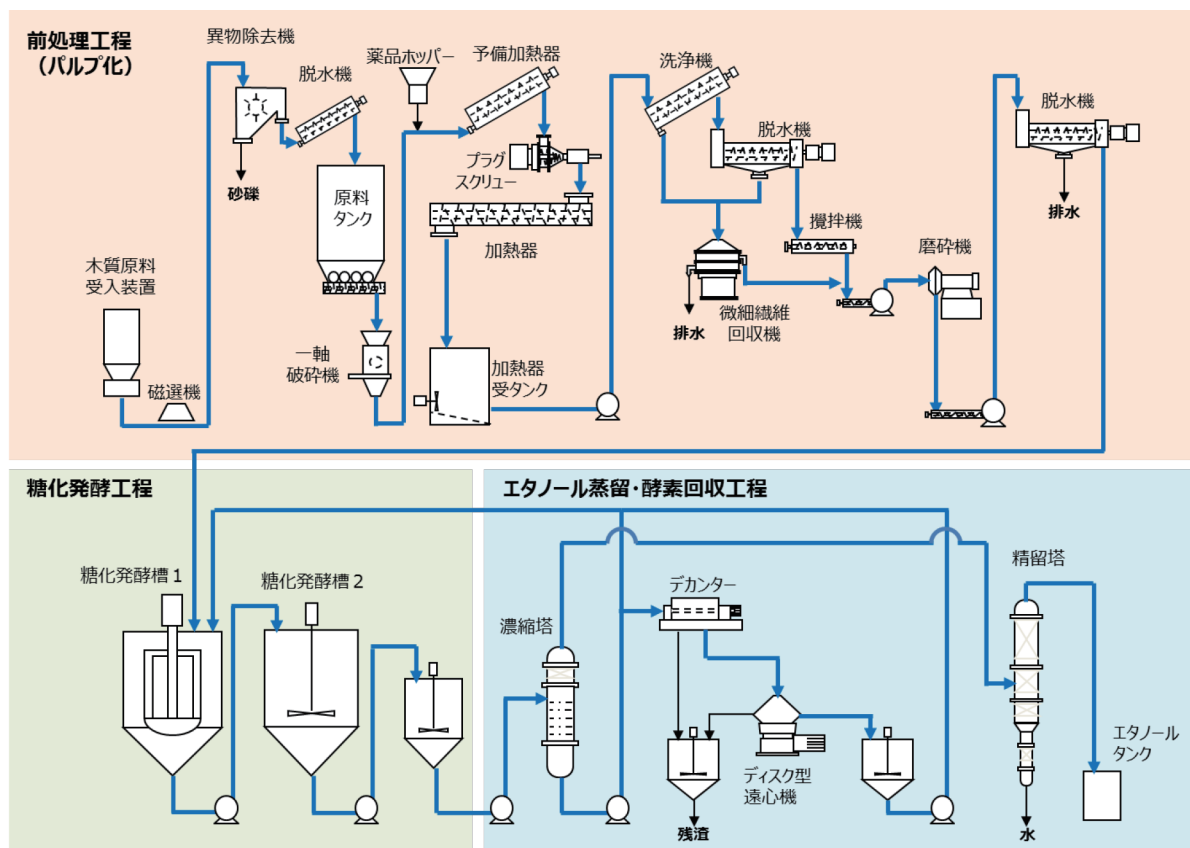 前処理工程
（パルプ化）
異物除去機
脱水機
薬品ホッパー
予備加熱器
洗浄機
脱水機
脱水機
プラグ
スクリュー
砂礫
原料
タンク
排水
攪拌機
磨砕機
加熱器
木質原料
受入装置
微細繊維
回収機
排水
一軸
破砕機
加熱器
受タンク
磁選機
糖化発酵工程
エタノール蒸留・酵素回収工程
糖化発酵槽１
糖化発酵槽２
デカンター
精留塔
濃縮塔
エタノール
タンク
ディスク型
遠心機
残渣
水